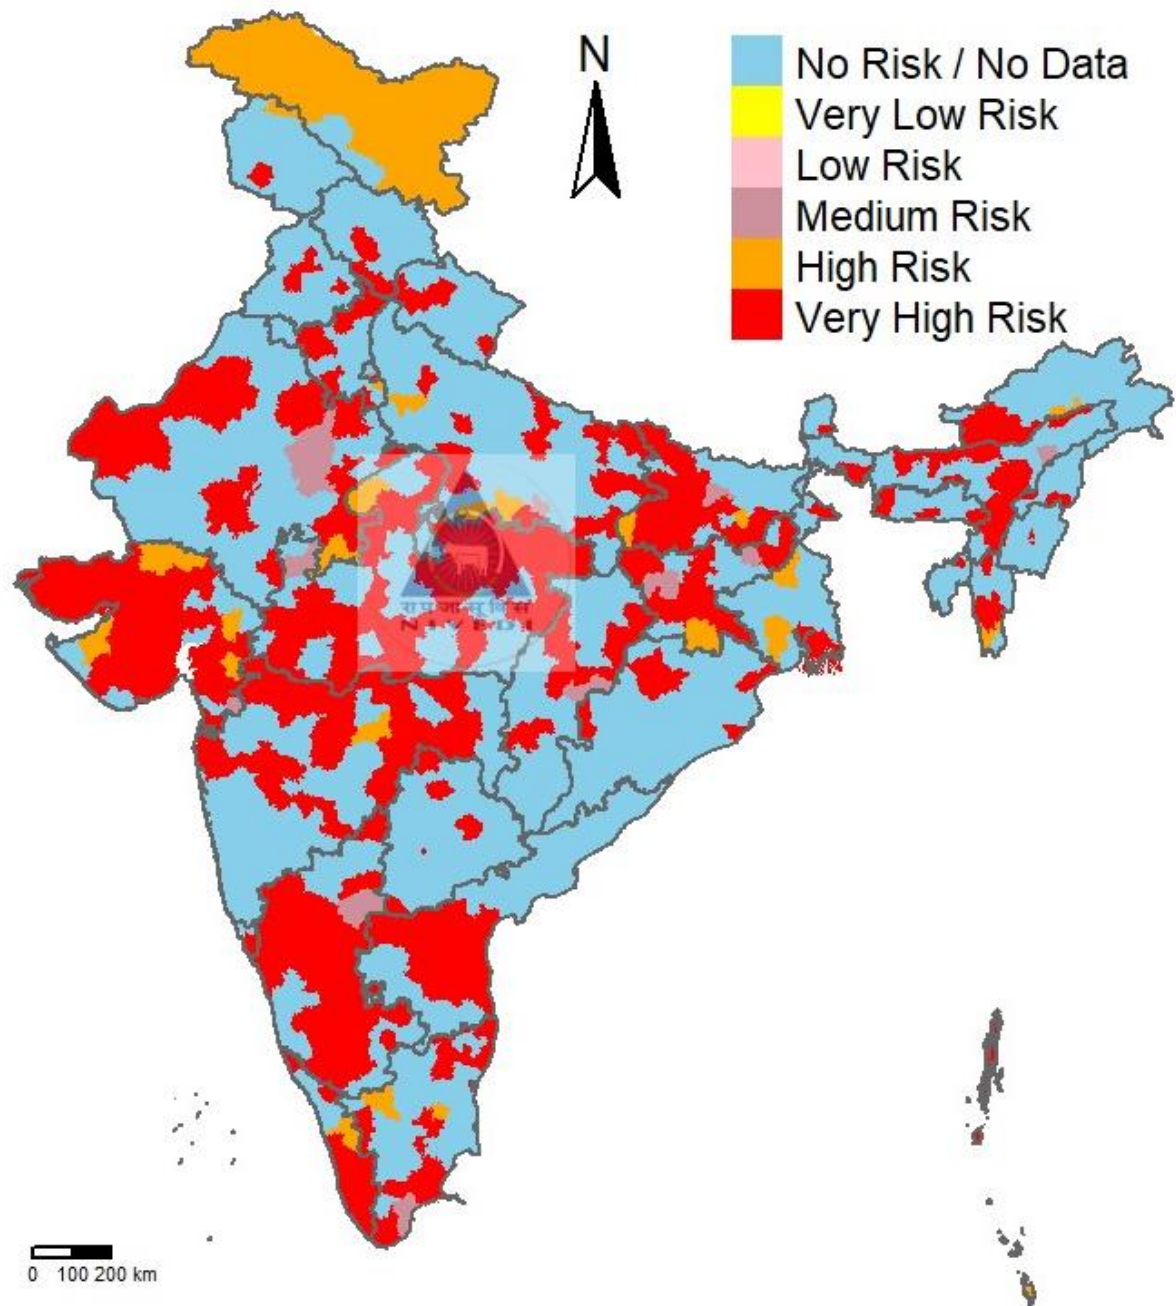 N
No Risk / No Data
Very Low Risk
Low Risk
Medium Risk
High Risk
Very High Risk
N I V E D I
0 100 200 km